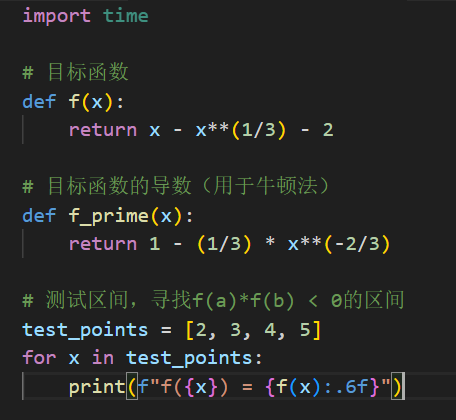 import time
# 目标函数
def f(x):
    return x - x**(1/3) - 2
# 目标函数的导数（用于牛顿法）
def f_prime(x):
    return 1 - (1/3) * x**(-2/3)
# 测试区间，寻找f(a)*f(b) < 0的区间
test_points = [2, 3, 4, 5]
for x in test_points:
    print(f"f({x}) = {f(x):.6f}")